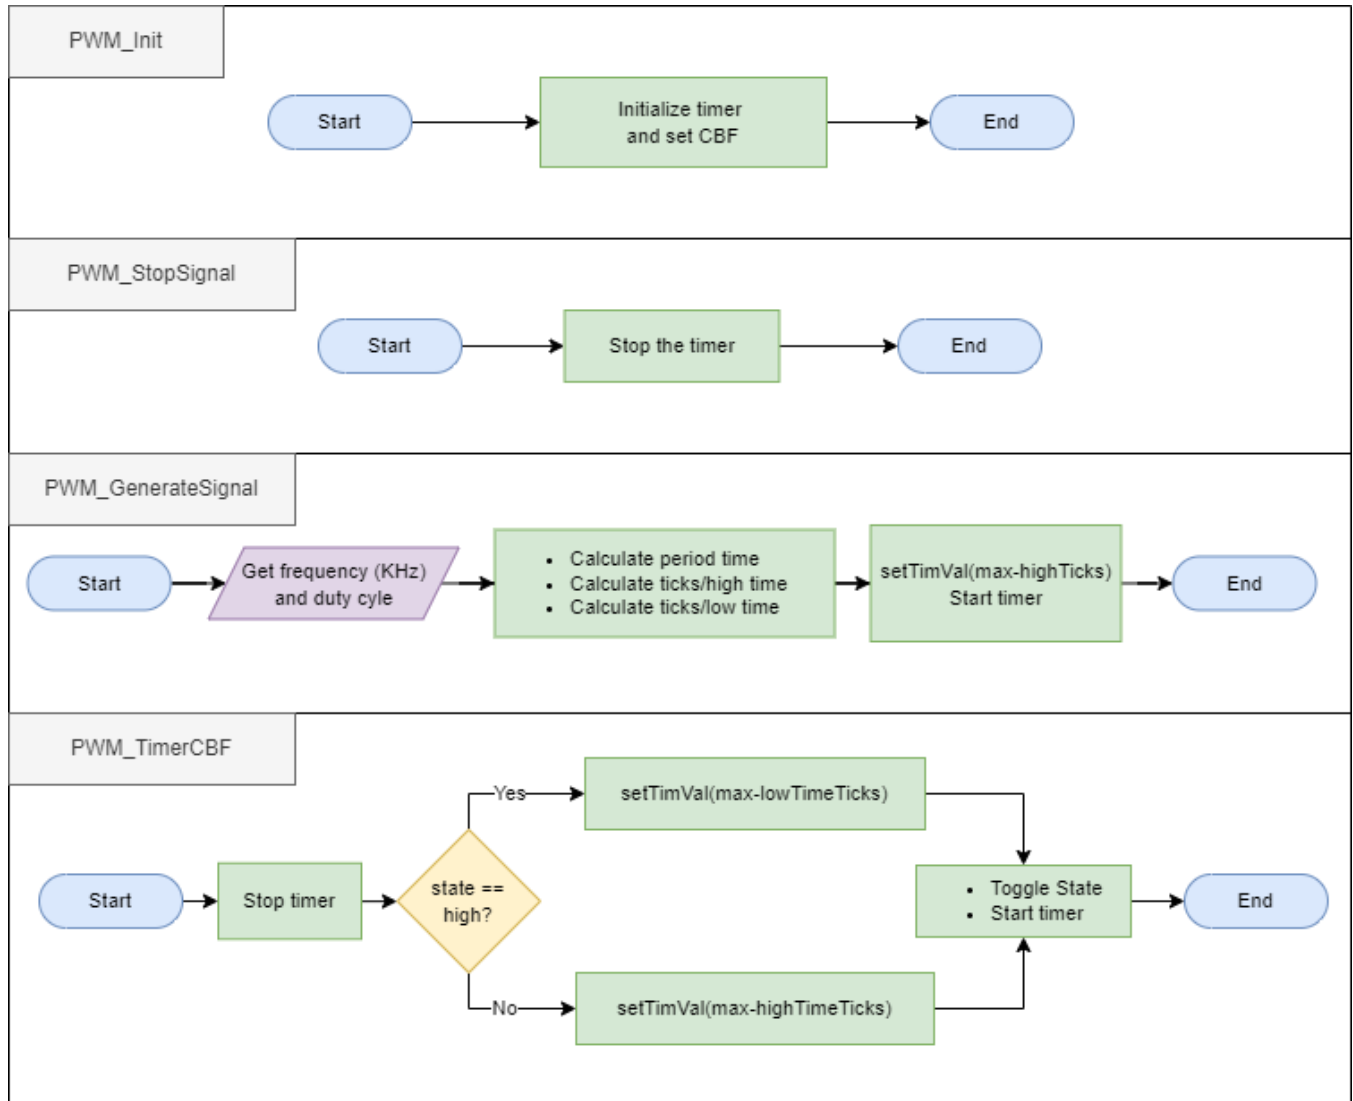 PWM_Init
Start
Initialize timer
and set CBF
End
PWM_StopSignal
Start
Stop the timer
End
PWM_GenerateSignal
Start
Get frequency (KHz)
and duty cyle
• Calculate period time
• Calculate ticks/high time
• Calculate ticks/low time
setTimVal(max-highTicks)
Start timer
End
PWM_TimerCBF
Start
Stop timer
state ==
high?
Yes
setTimVal(max-lowTimeTicks)
No
setTimVal(max-highTimeTicks)
• Toggle State
• Start timer
End